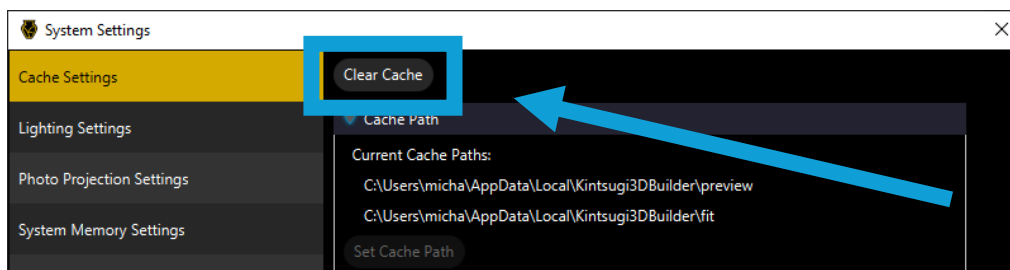 System Settings
Cache Settings
Clear Cache
Lighting Settings
Cache Path
Photo Projection Settings
Current Cache Paths:
C:\Users\micha\AppData\Local\Kintsugi3DBuilder\preview
C:\Users\micha\AppData\Local\Kintsugi3DBuilder\fit
System Memory Settings
Set Cache Path